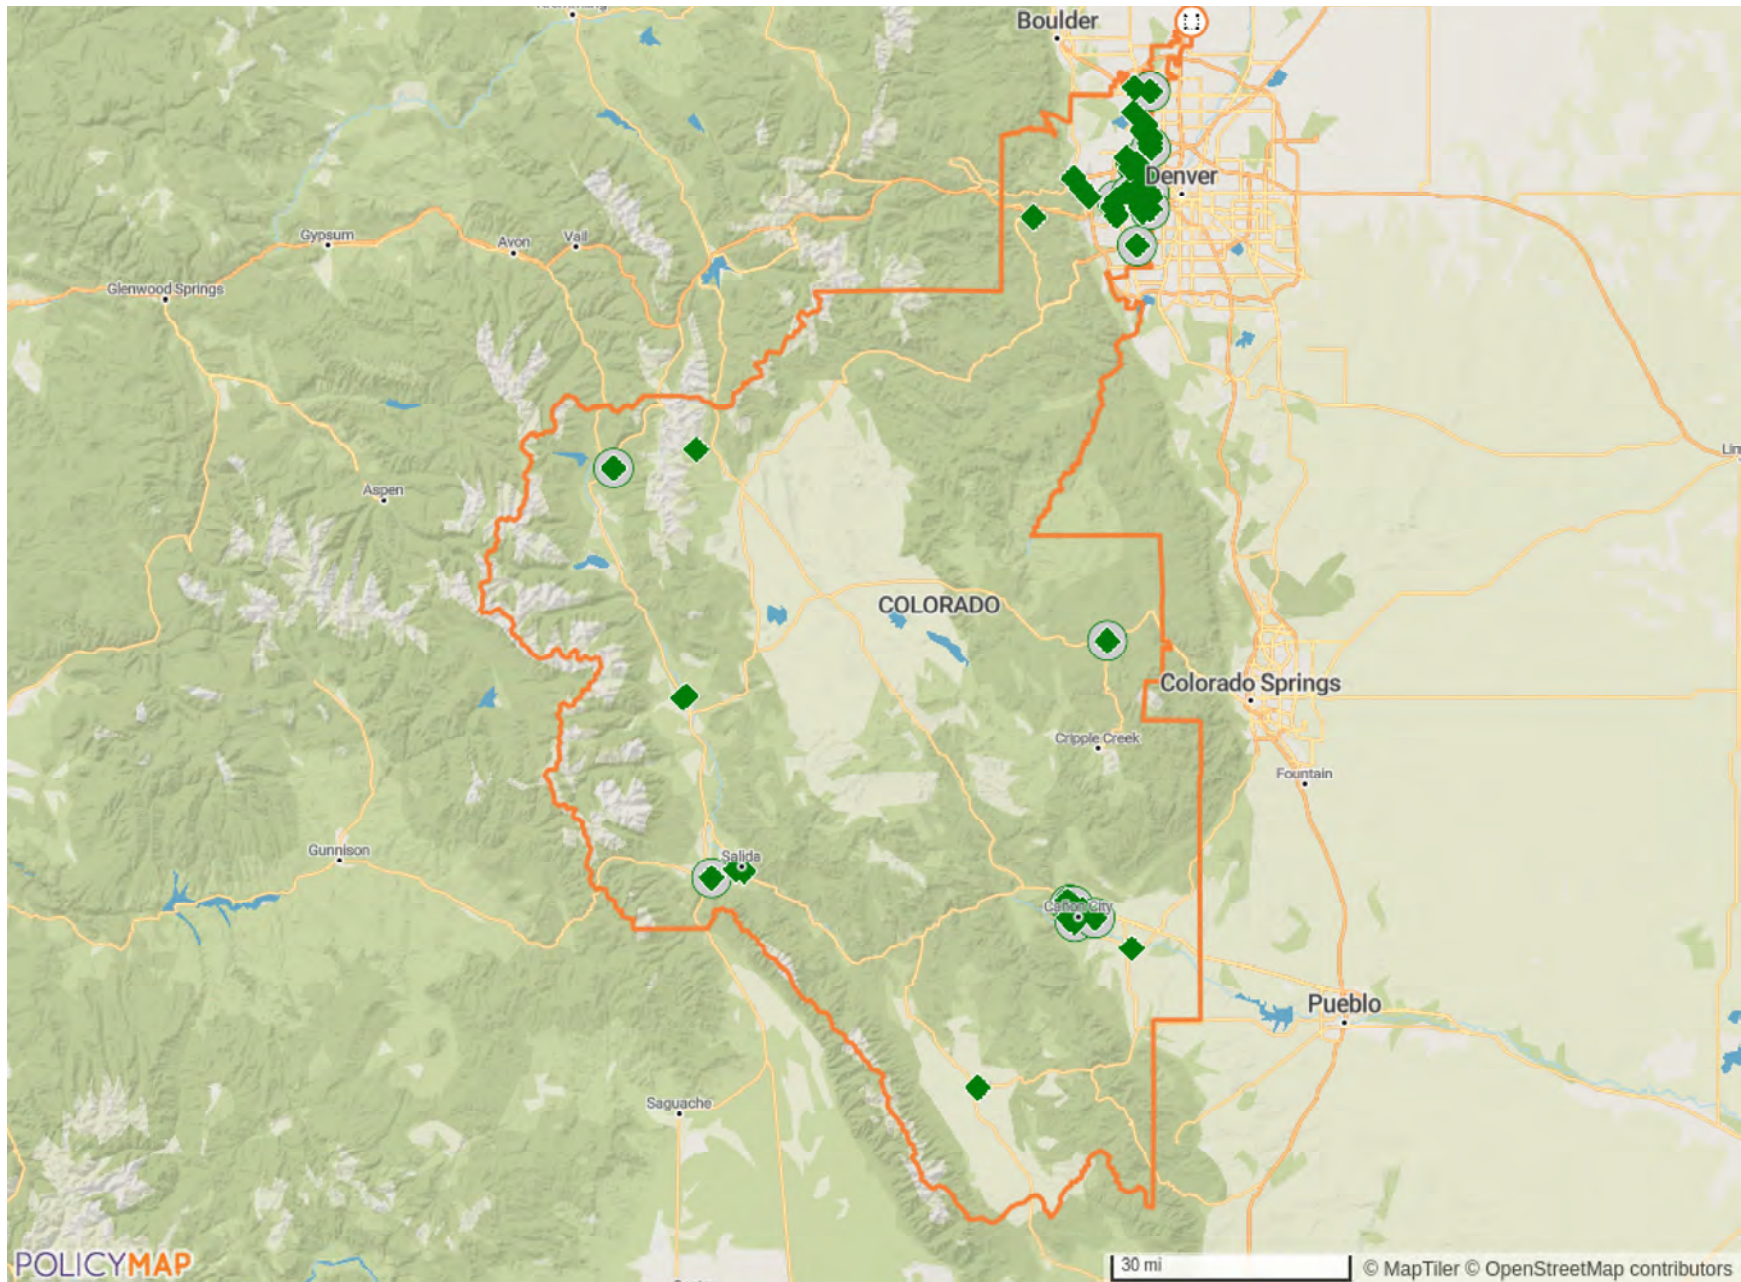 Boulder
Denver
Gypsum
Avon
Vail
Glenwood Springs
Aspen
COLORADO
Colorado Springs
Cripple Creek
Fountain
Gunnison
Salida
Cañon City
Pueblo
Saguache
POLICYMAP
30 mi
© MapTiler © OpenStreetMap contributors